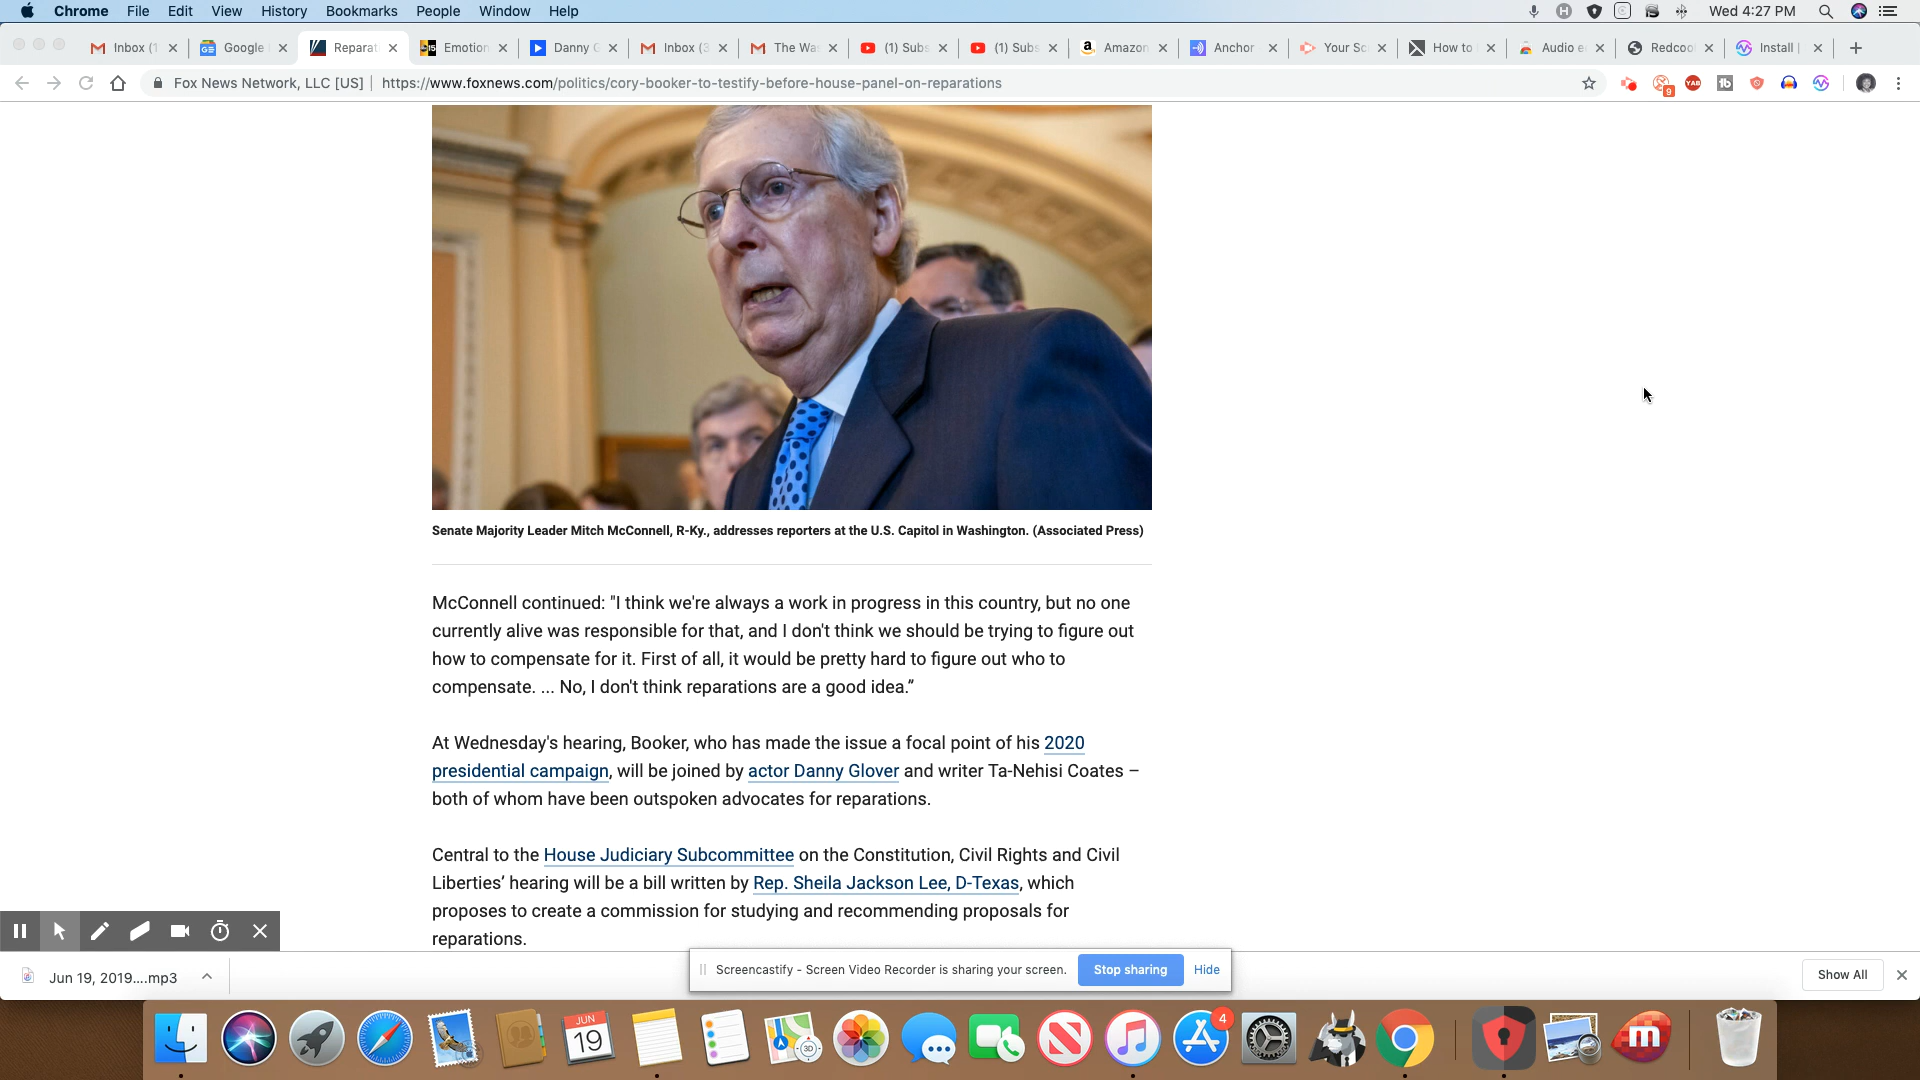 Chrome File Edit View History Bookmarks People Window Help
Wed 4:27 PM
Inbox (1 Google Reparat Emotion Danny Inbox (3 The Wa (1) Subs (1) Subs Amazon Anchor Your Sc How to Audio e Redcoo Install
Fox News Network, LLC [US] https://www.foxnews.com/politics/cory-booker-to-testify-before-house-panel-on-reparations
9 YAB tb
Senate Majority Leader Mitch McConnell, R-Ky., addresses reporters at the U.S. Capitol in Washington. (Associated Press)
McConnell continued: "I think we're always a work in progress in this country, but no one
currently alive was responsible for that, and I don't think we should be trying to figure out
how to compensate for it. First of all, it would be pretty hard to figure out who to
compensate. ... No, I don't think reparations are a good idea.”
At Wednesday's hearing, Booker, who has made the issue a focal point of his 2020
presidential campaign, will be joined by actor Danny Glover and writer Ta-Nehisi Coates –
both of whom have been outspoken advocates for reparations.
Central to the House Judiciary Subcommittee on the Constitution, Civil Rights and Civil
Liberties’ hearing will be a bill written by Rep. Sheila Jackson Lee, D-Texas, which
proposes to create a commission for studying and recommending proposals for
reparations.
Screencastify - Screen Video Recorder is sharing your screen. Stop sharing Hide
Jun 19, 2019....mp3
Show All
JUN
19
3D
4